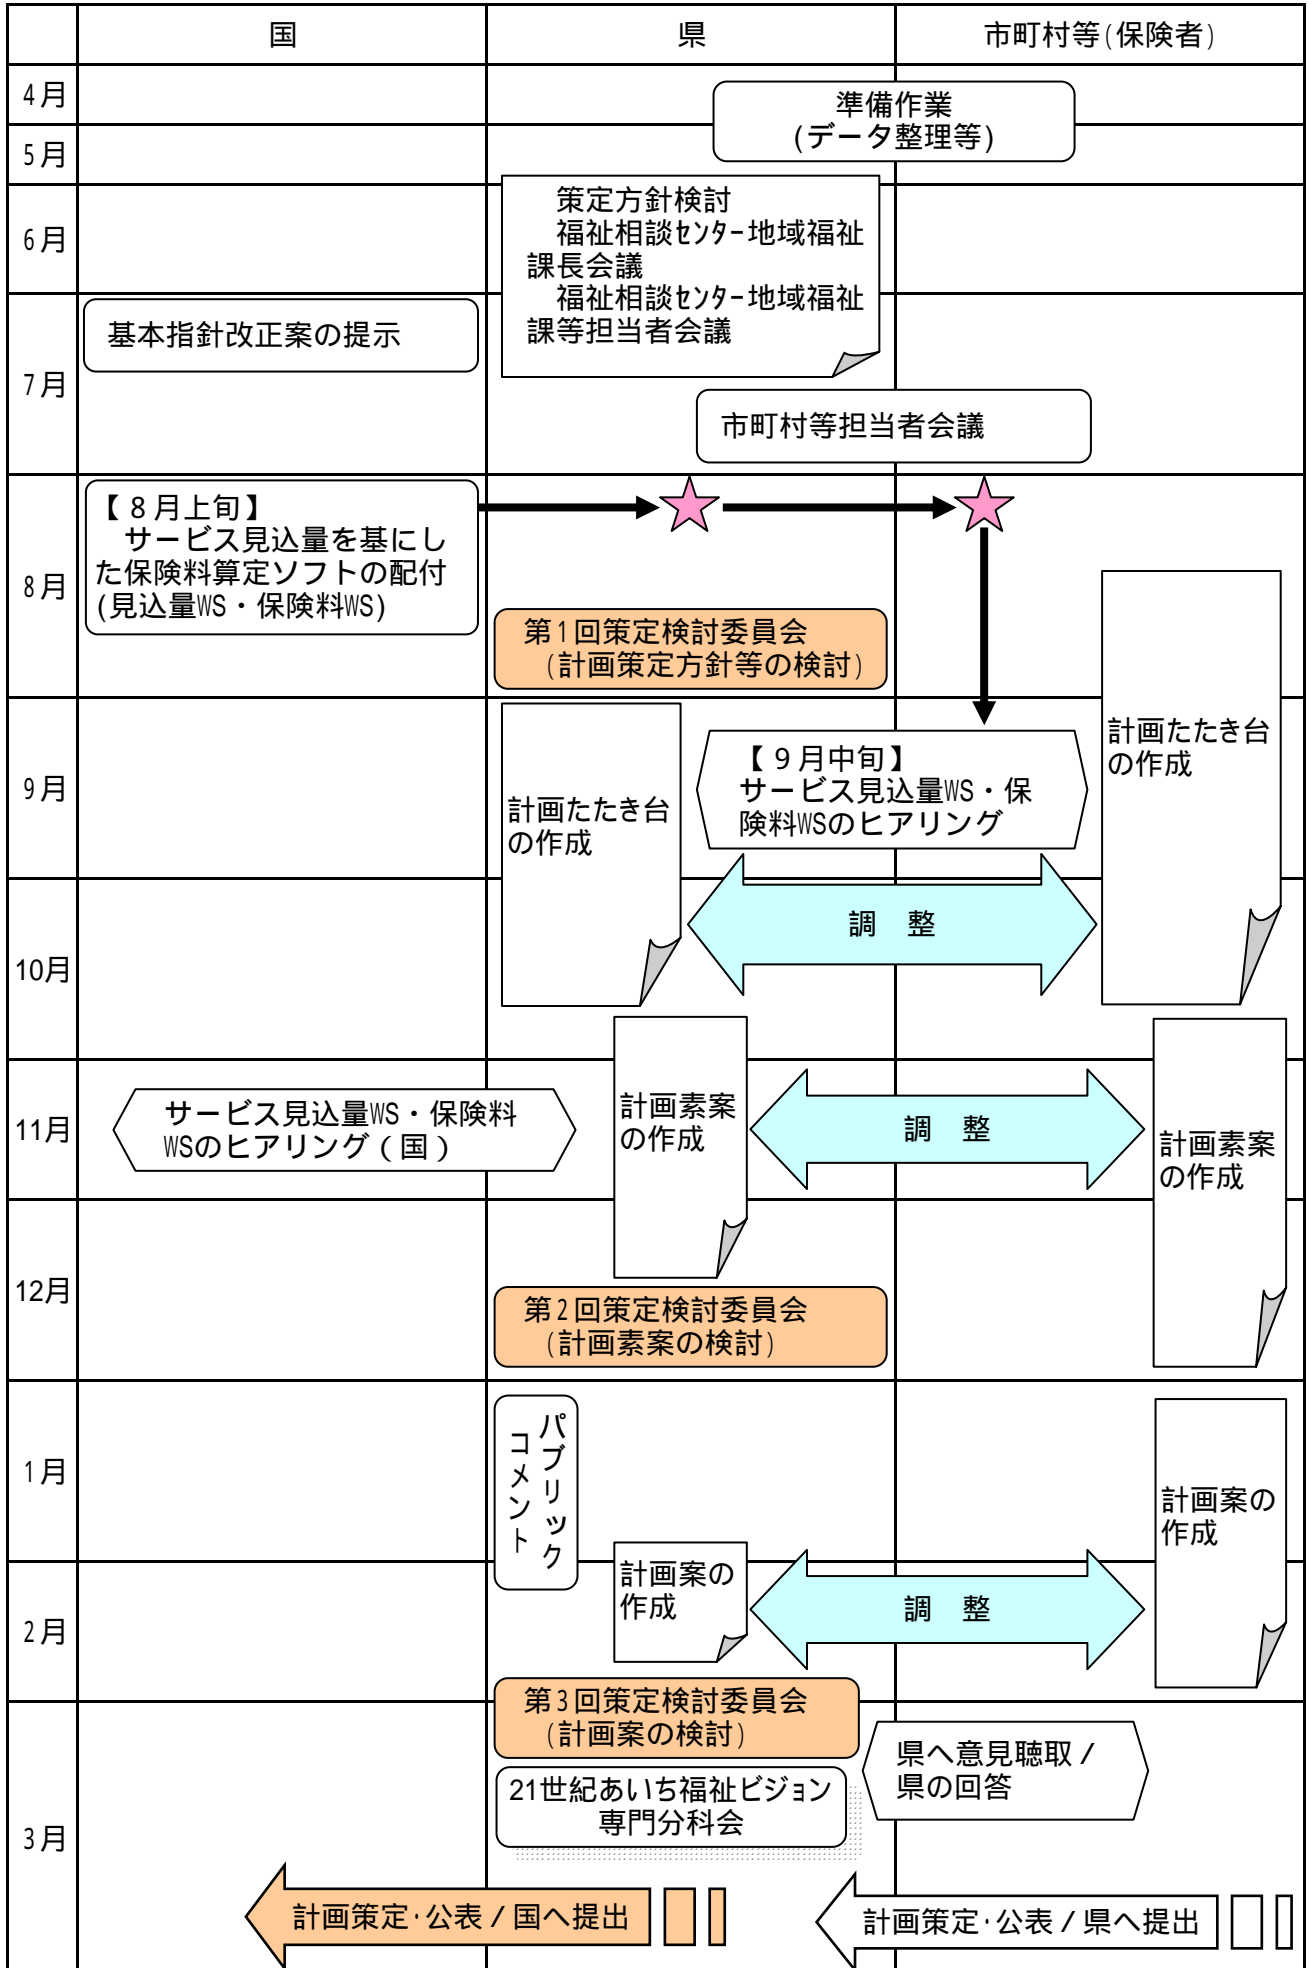 国
県
市町村等(保険者)
4月
準備作業
(データ整理等)
5月
6月
策定方針検討
福祉相談ｾﾝﾀｰ地域福祉
課長会議
福祉相談ｾﾝﾀｰ地域福祉
課等担当者会議
7月
基本指針改正案の提示
市町村等担当者会議
8月
【8月上旬】
サービス見込量を基にし
た保険料算定ソフトの配付
(見込量WS・保険料WS)
第1回策定検討委員会
(計画策定方針等の検討)
計画たたき台
の作成
9月
計画たたき台
の作成
【9月中旬】
サービス見込量WS・保
険料WSのヒアリング
調　整
10月
11月
サービス見込量WS・保険料
WSのヒアリング(国)
計画素案
の作成
調　整
計画素案
の作成
12月
第2回策定検討委員会
(計画素案の検討)
1月
パブリック
コメント
計画案の
作成
2月
計画案の
作成
調　整
第3回策定検討委員会
(計画案の検討)
3月
21世紀あいち福祉ﾋﾞｼﾞｮﾝ
専門分科会
県へ意見聴取/
県の回答
計画策定･公表/国へ提出
計画策定･公表/県へ提出